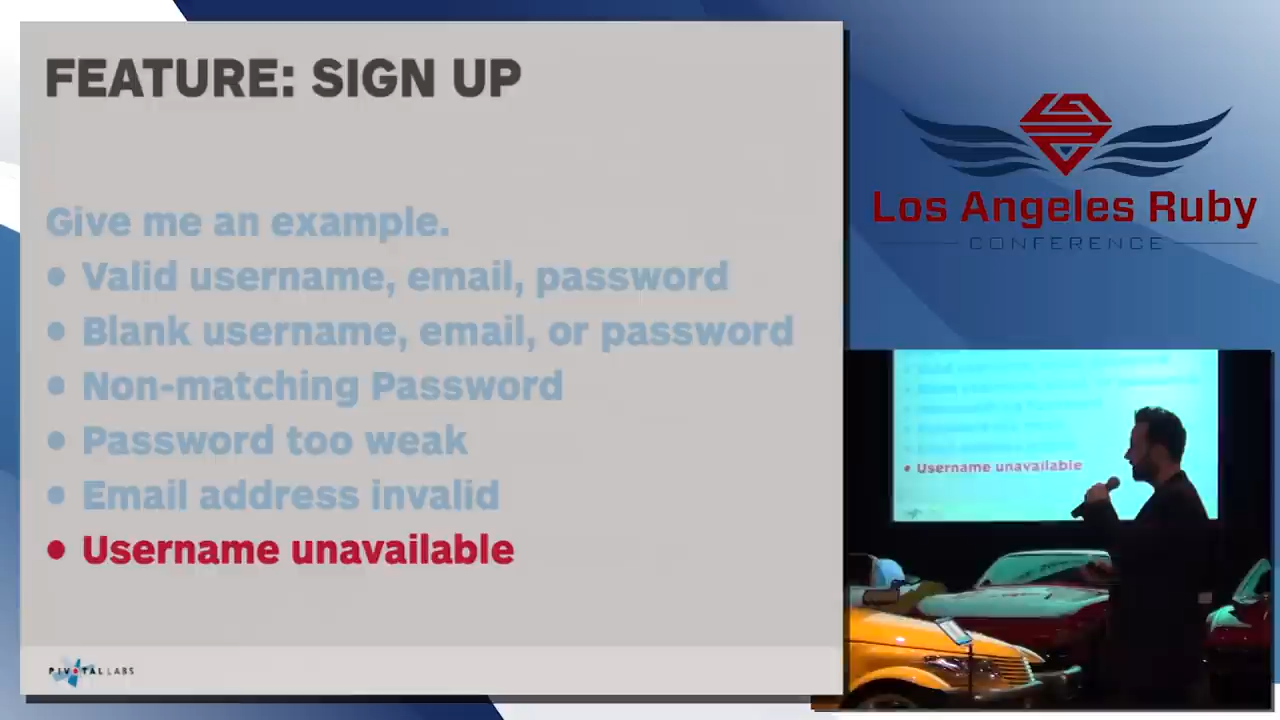 FEATURE: SIGN UP
Give me an example.
• Valid username, email, password
• Blank username, email, or password
• Non-matching Password
• Password too weak
• Email address invalid
• Username unavailable
PIVOTAL LABS
Los Angeles Ruby
CONFERENCE
• Username unavailable